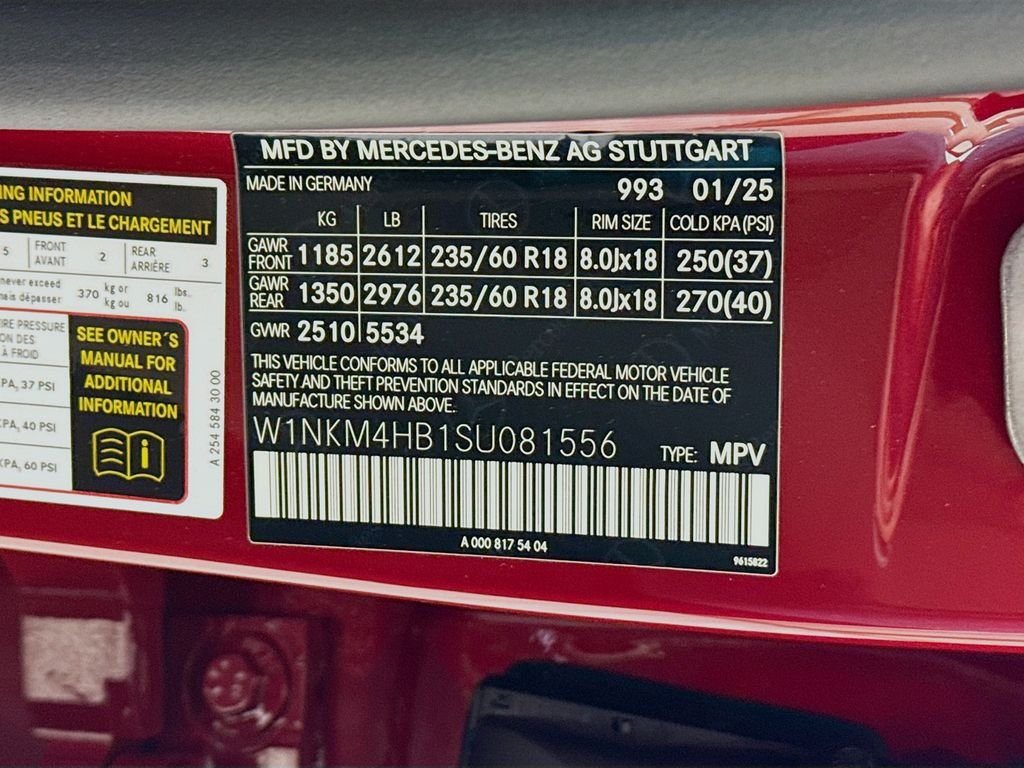 MFD BY MERCEDES-BENZ AG STUTTGART
MADE IN GERMANY 993 01/25
KG LB TIRES RIM SIZE COLD KPA(PSI)
GAWR FRONT 1185 2612 235/60 R18 8.0Jx18 250(37)
GAWR REAR 1350 2976 235/60 R18 8.0Jx18 270(40)
GVWR 2510 5534
THIS VEHICLE CONFORMS TO ALL APPLICABLE FEDERAL MOTOR VEHICLE
SAFETY AND THEFT PREVENTION STANDARDS IN EFFECT ON THE DATE OF
MANUFACTURE SHOWN ABOVE.
W1NKM4HB1SU081556 TYPE: MPV
A 000 817 54 04
9615822
INFORMATION
S PNEUS ET LE CHARGEMENT
5 FRONT AVANT 2 REAR ARRIÈRE 3
never exceed 370 kg or 816 lbs.
dépasser kg ou lb.
PRESSURE
ON DES
À FROID
PA, 37 PSI
PA, 40 PSI
PA, 60 PSI
SEE OWNER´S
MANUAL FOR
ADDITIONAL
INFORMATION
A 254 584 30 00